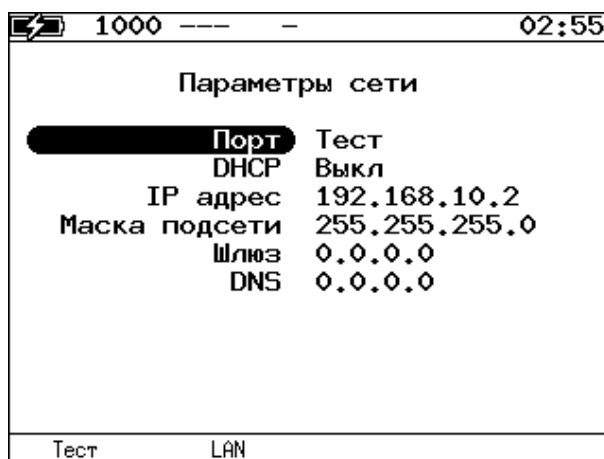 1000 --- - 02:55
Параметры сети
Порт Тест
DHCP Выкл
IP адрес 192.168.10.2
Маска подсети 255.255.255.0
Шлюз 0.0.0.0
DNS 0.0.0.0
Тест LAN